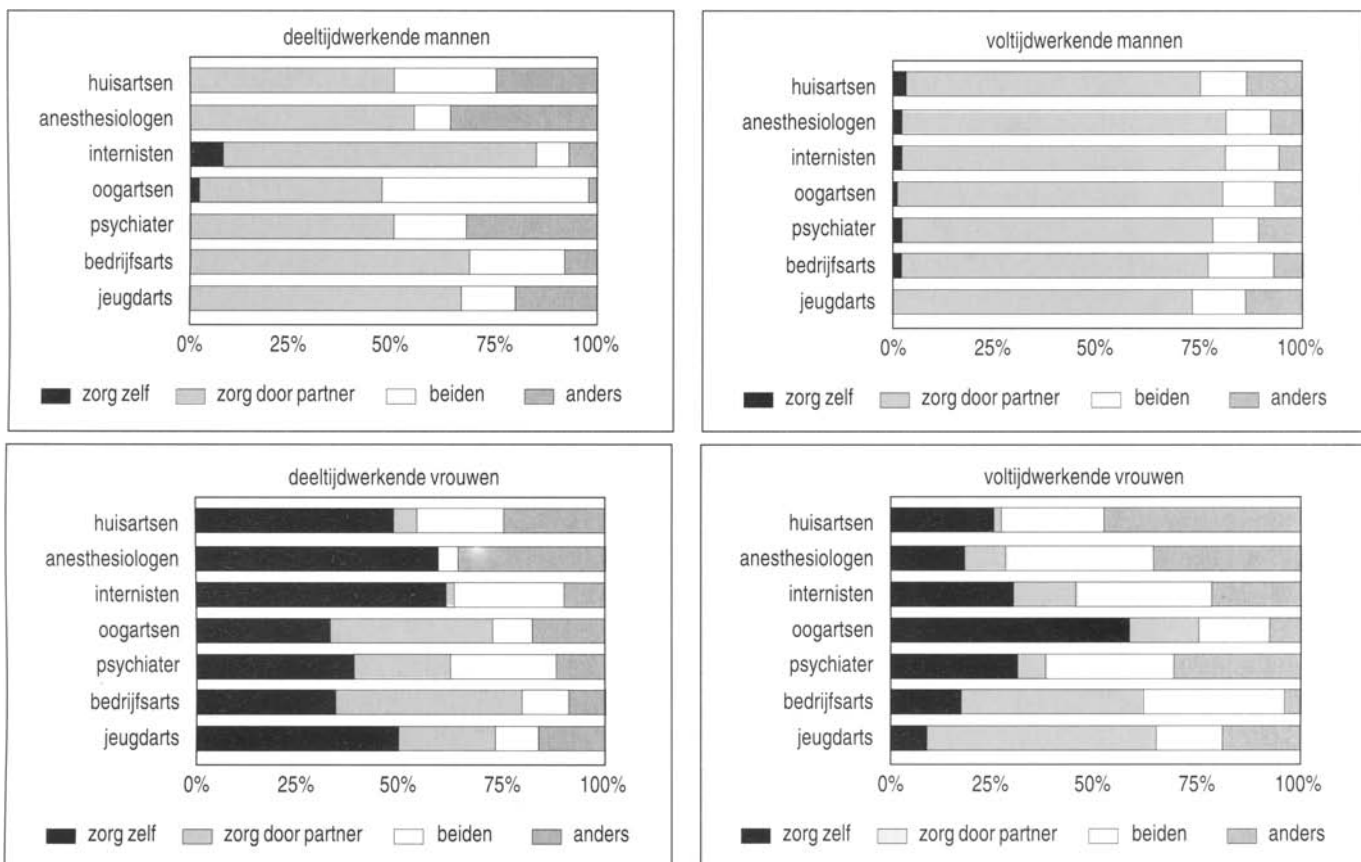 deeltijdwerkende mannen
huisartsen
anesthesiologen
internisten
oogartsen
psychiater
bedrijfsarts
jeugdarts
0% 25% 50% 75% 100%
zorg zelf zorg door partner beiden anders
voltijdwerkende mannen
huisartsen
anesthesiologen
internisten
oogartsen
psychiater
bedrijfsarts
jeugdarts
0% 25% 50% 75% 100%
zorg zelf zorg door partner beiden anders
deeltijdwerkende vrouwen
huisartsen
anesthesiologen
internisten
oogartsen
psychiater
bedrijfsarts
jeugdarts
0% 25% 50% 75% 100%
zorg zelf zorg door partner beiden anders
voltijdwerkende vrouwen
huisartsen
anesthesiologen
internisten
oogartsen
psychiater
bedrijfsarts
jeugdarts
0% 25% 50% 75% 100%
zorg zelf zorg door partner beiden anders